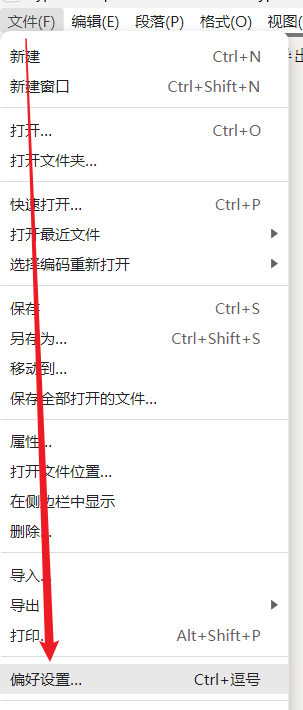 文件(F) 编辑(E) 段落(P) 格式(O) 视图(
新建 Ctrl+N
新建窗口 Ctrl+Shift+N
打开... Ctrl+O
打开文件夹...
快速打开... Ctrl+P
打开最近文件
选择编码重新打开
保存 Ctrl+S
另存为... Ctrl+Shift+S
移动到...
保存全部打开的文件...
属性...
打开文件位置...
在侧边栏中显示
删除...
导入...
导出
打印... Alt+Shift+P
偏好设置... Ctrl+逗号